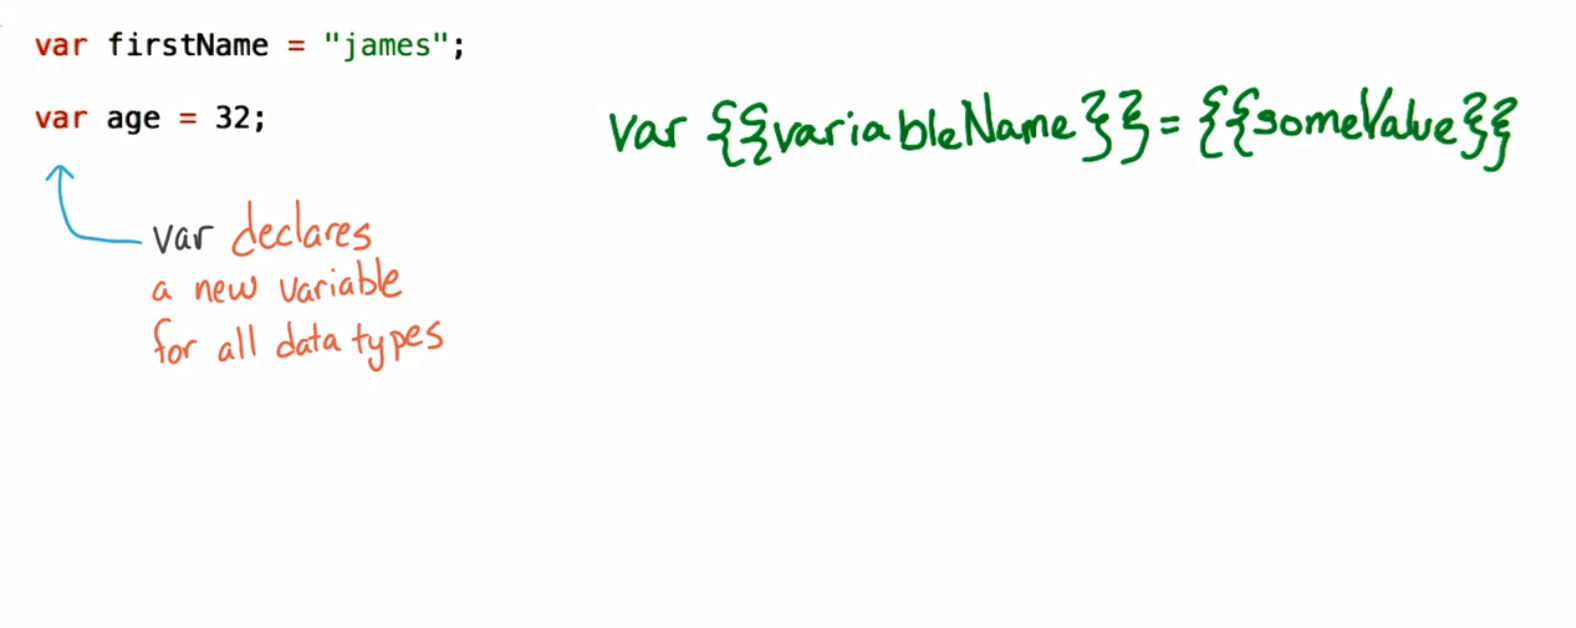 var firstName = "james";
var age = 32;
var {{variableName}} = {{someValue}}
var declares
a new variable
for all data types